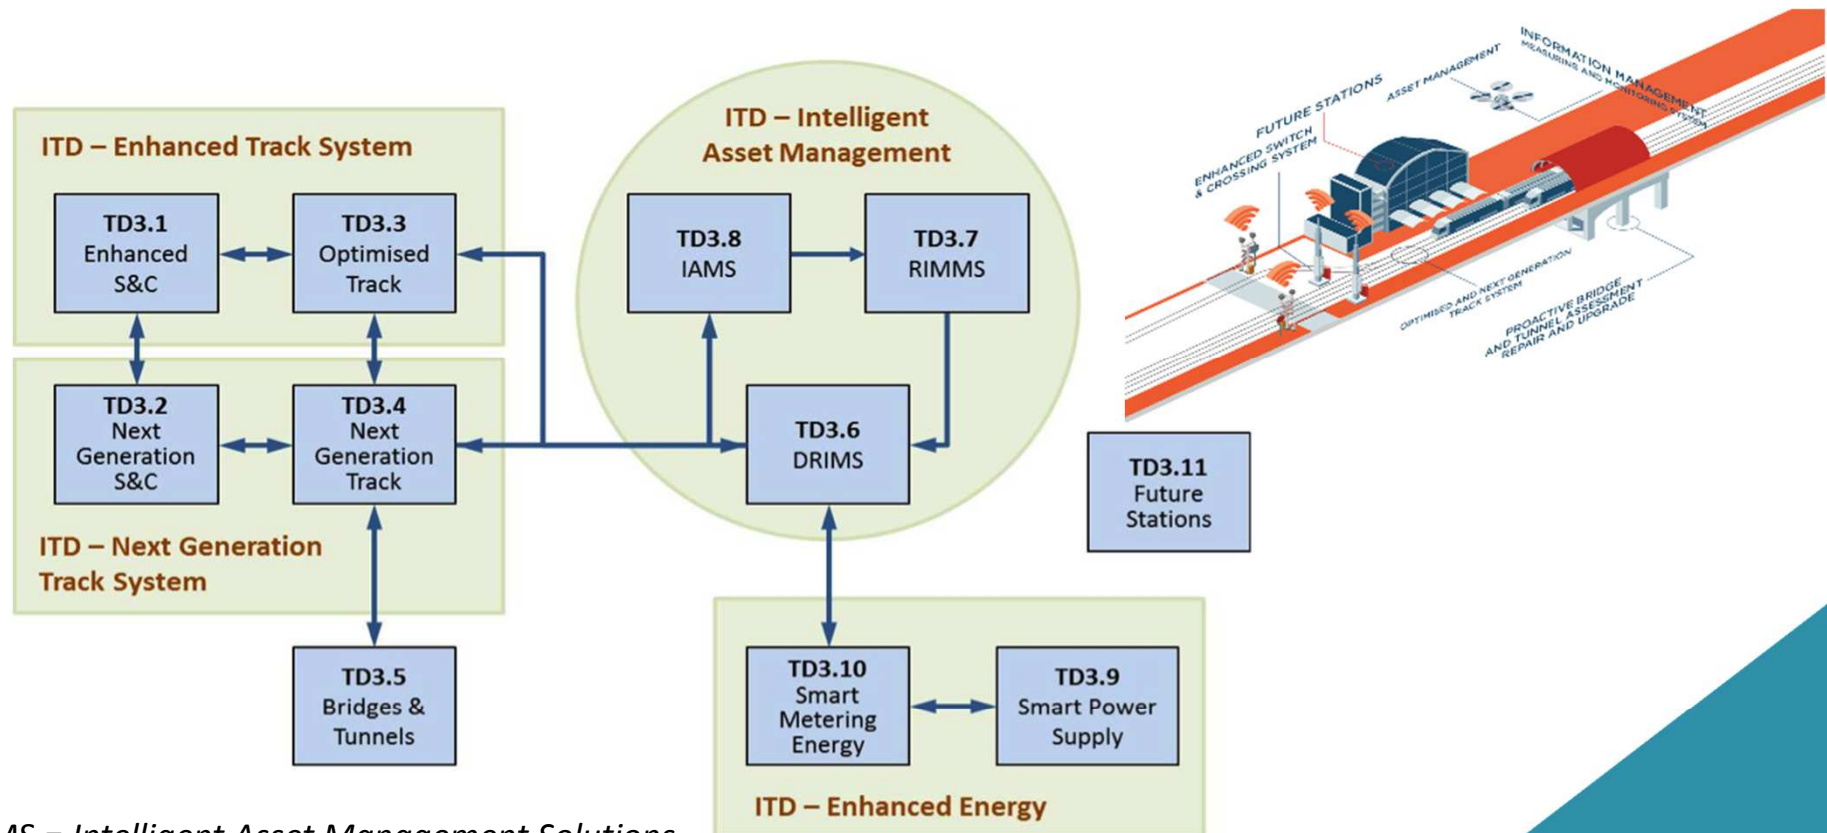 ITD – Enhanced Track System
TD3.1
Enhanced
S&C
TD3.3
Optimised
Track
TD3.2
Next
Generation
S&C
TD3.4
Next
Generation
Track
ITD – Next Generation
Track System
TD3.5
Bridges &
Tunnels
ITD – Intelligent
Asset Management
TD3.8
IAMS
TD3.7
RIMMS
TD3.6
DRIMS
TD3.10
Smart
Metering
Energy
TD3.9
Smart Power
Supply
ITD – Enhanced Energy
TD3.11
Future
Stations
INFORMATION MANAGEMENT
MEASURING AND MONITORING SYSTEM
ASSET MANAGEMENT
FUTURE STATIONS
ENHANCED SWITCH
& CROSSING SYSTEM
OPTIMISED AND NEXT GENERATION
TRACK SYSTEM
PROACTIVE BRIDGE
AND TUNNEL ASSESSMENT
REPAIR AND UPGRADE
= Intelligent Asset Management Solutions